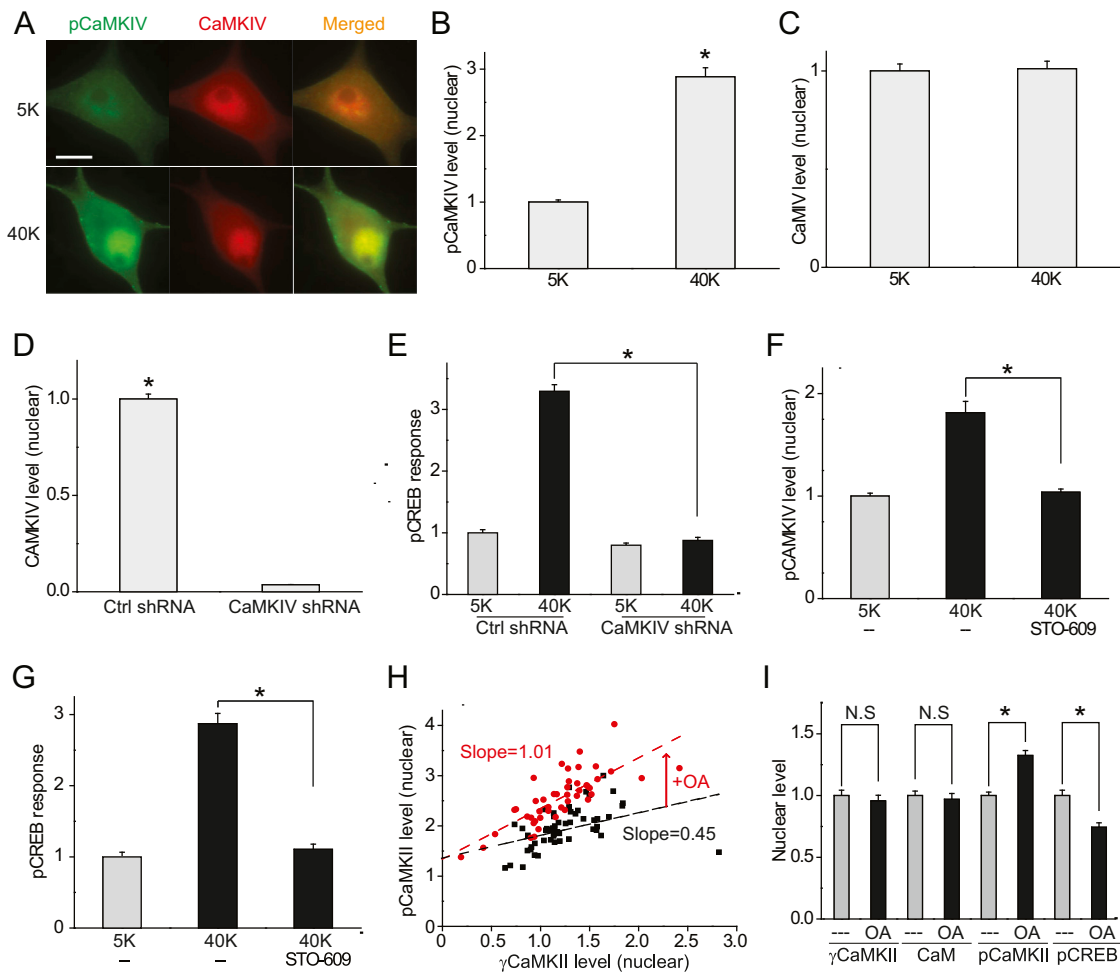 A
pCaMKIV CaMKIV Merged
5K
40K
B
pCaMKIV level (nuclear)
3
2
1
0
*
5K 40K
C
CaMIV level (nuclear)
1
0
5K 40K
D
CAMKIV level (nuclear)
1.0
0.5
0.0
*
Ctrl shRNA CaMKIV shRNA
E
pCREB response
3
2
1
0
*
5K 40K 5K 40K
Ctrl shRNA CaMKIV shRNA
F
pCAMKIV level (nuclear)
2
1
0
*
5K 40K 40K
– – STO-609
G
pCREB response
3
2
1
0
*
5K 40K 40K
– – STO-609
H
pCaMKII level (nuclear)
4
3
2
1
0
Slope=1.01
+OA
Slope=0.45
0 0.5 1.0 1.5 2.0 2.5 3.0
γCaMKII level (nuclear)
I
Nuclear level
1.5
1.0
0.5
0.0
N.S N.S * *
--- OA --- OA --- OA --- OA
γCaMKII CaM pCaMKII pCREB